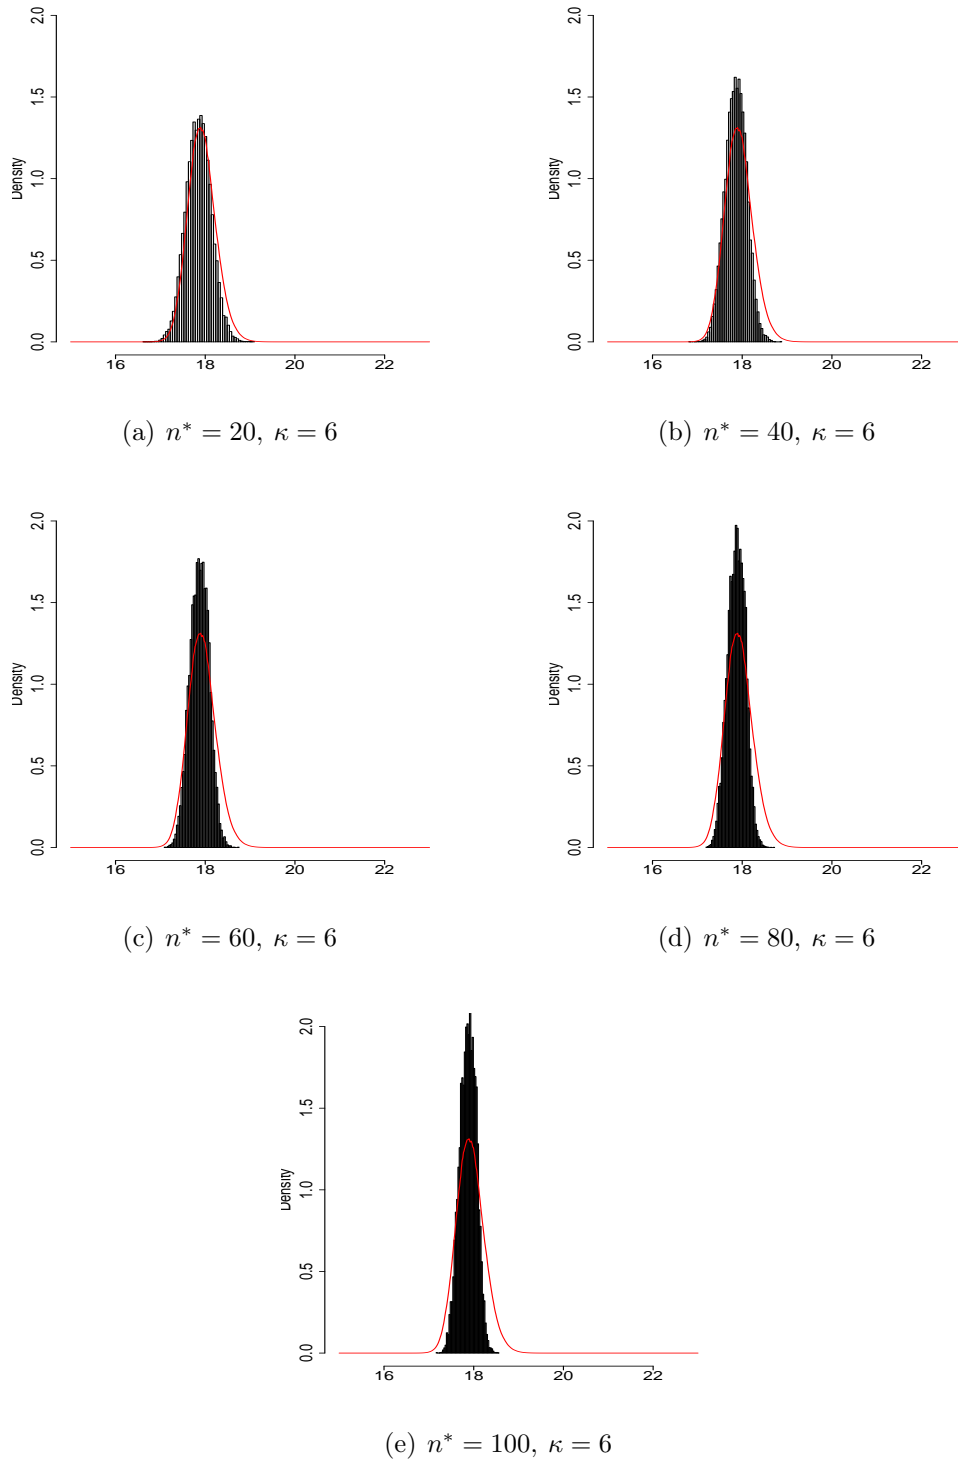 2.0
1.5
1.0
0.5
0.0
Density
16 18 20 22
(a) n* = 20, κ = 6
2.0
1.5
1.0
0.5
0.0
Density
16 18 20 22
(b) n* = 40, κ = 6
2.0
1.5
1.0
0.5
0.0
Density
16 18 20 22
(c) n* = 60, κ = 6
2.0
1.5
1.0
0.5
0.0
Density
16 18 20 22
(d) n* = 80, κ = 6
2.0
1.5
1.0
0.5
0.0
Density
16 18 20 22
(e) n* = 100, κ = 6